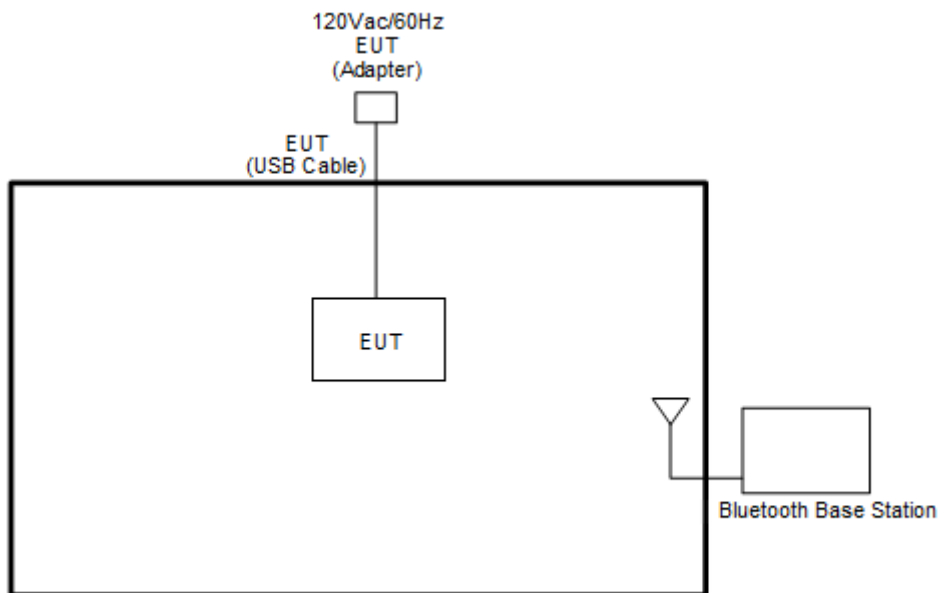 120Vac/60Hz
EUT
(Adapter)
EUT
(USB Cable)
EUT
Bluetooth Base Station